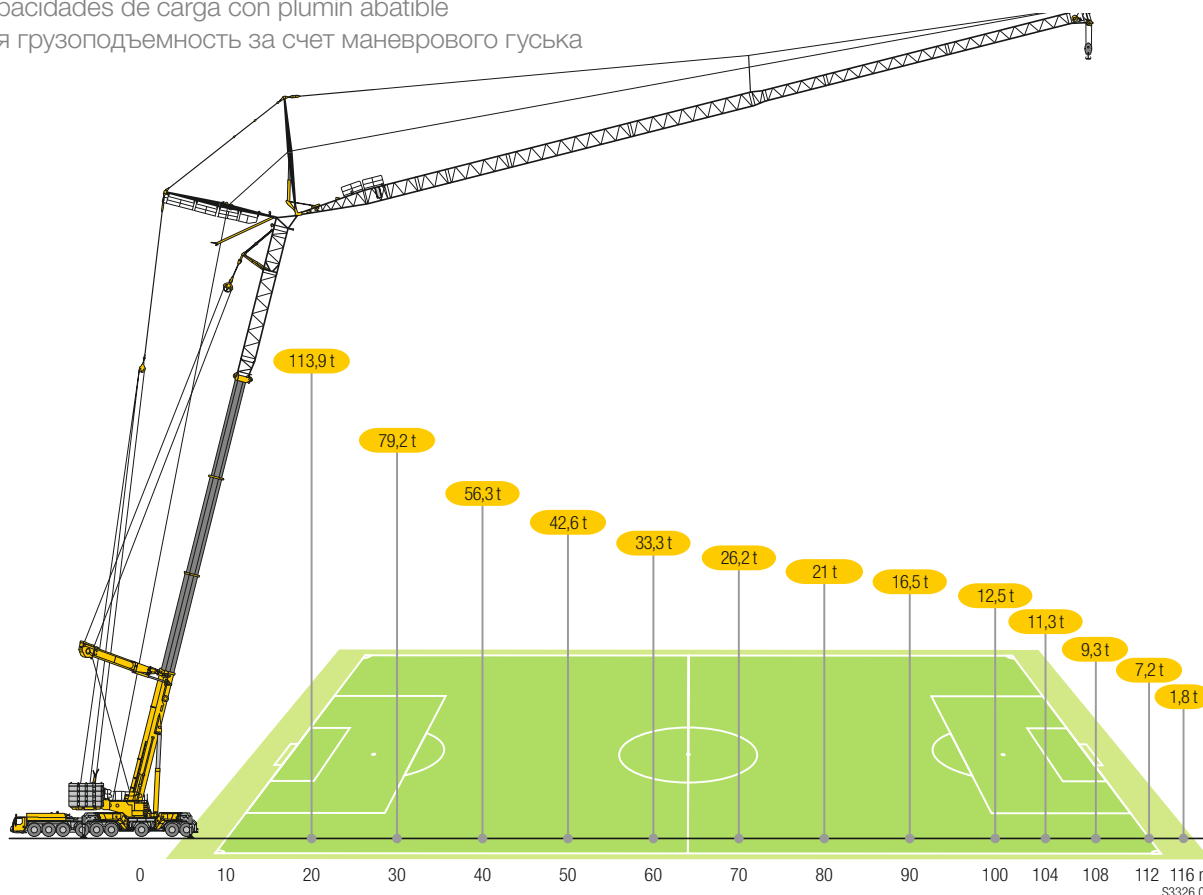 pacidades de carga con plumín abatible
я грузоподъемность за счет маневрового гуська
113,9 t
79,2 t
56,3 t
42,6 t
33,3 t
26,2 t
21 t
16,5 t
12,5 t
11,3 t
9,3 t
7,2 t
1,8 t
0 10 20 30 40 50 60 70 80 90 100 104 108 112 116
S3326